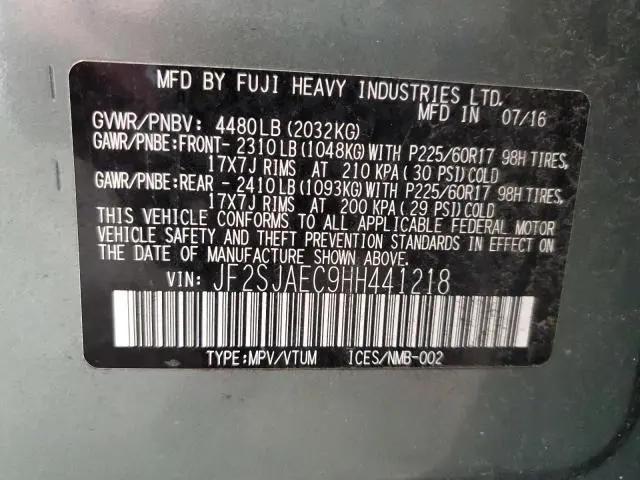 MFD BY FUJI HEAVY INDUSTRIES LTD.
MFD IN 07/16
GVWR/PNBV: 4480LB(2032KG)
GAWR/PNBE:FRONT- 2310LB(1048KG)WITH P225/60R17 98H TIRES,
17X7J RIMS AT 210 KPA( 30 PSI)COLD
GAWR/PNBE:REAR - 2410LB(1093KG)WITH P225/60R17 98H TIRES,
17X7J RIMS AT 200 KPA( 29 PSI)COLD
THIS VEHICLE CONFORMS TO ALL APPLICABLE FEDERAL MOTOR
VEHICLE SAFETY AND THEFT PREVENTION STANDARDS IN EFFECT ON
THE DATE OF MANUFACTURE SHOWN ABOVE.
VIN: JF2SJAEC9HH441218
TYPE:MPV/VTUM ICES/NMB-002